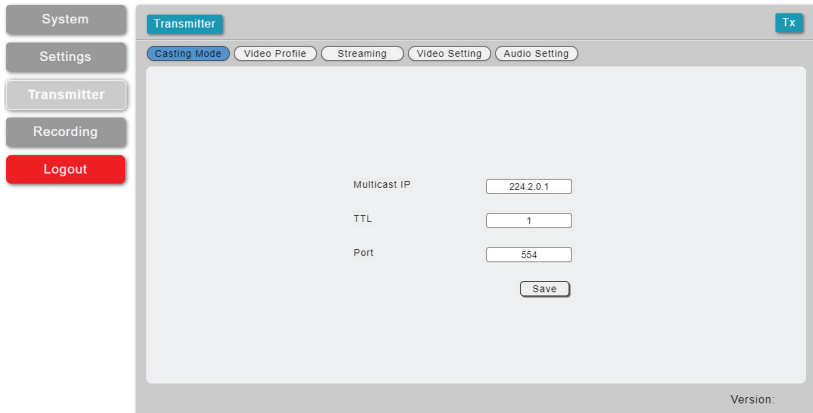 System
Settings
Transmitter
Recording
Logout
Transmitter
Tx
Casting Mode Video Profile Streaming Video Setting Audio Setting
Multicast IP 224.2.0.1
TTL 1
Port 554
Save
Version: